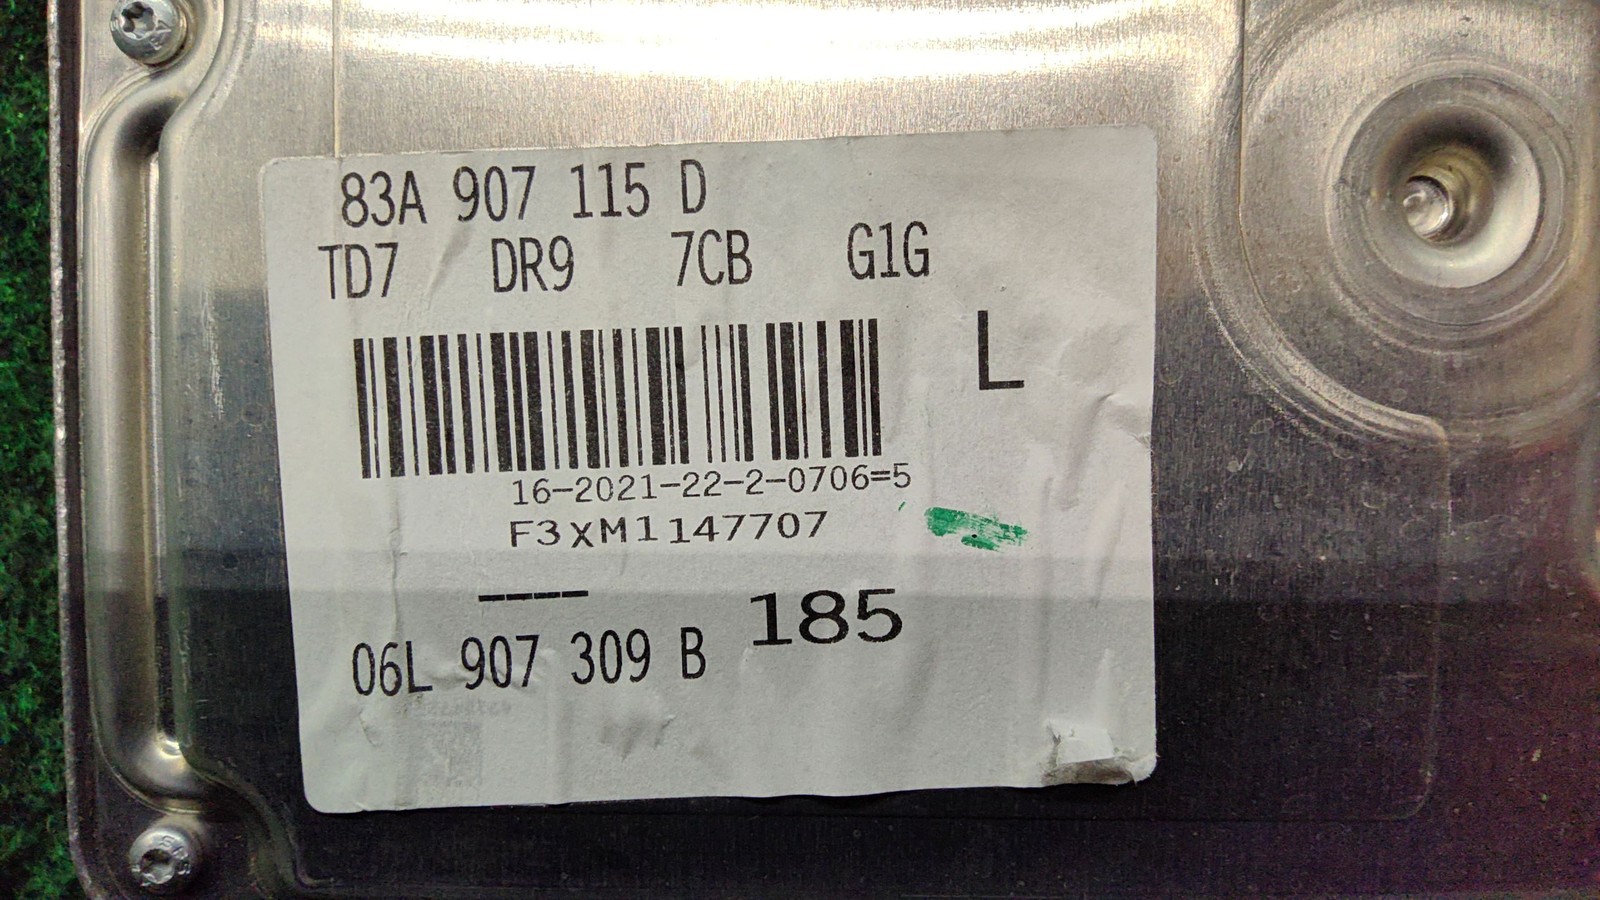 83A 907 115 D
TD7 DR9 7CB G1G
L
16-2021-22-2-0706=5
F3XM1147707
----
185
06L 907 309 B